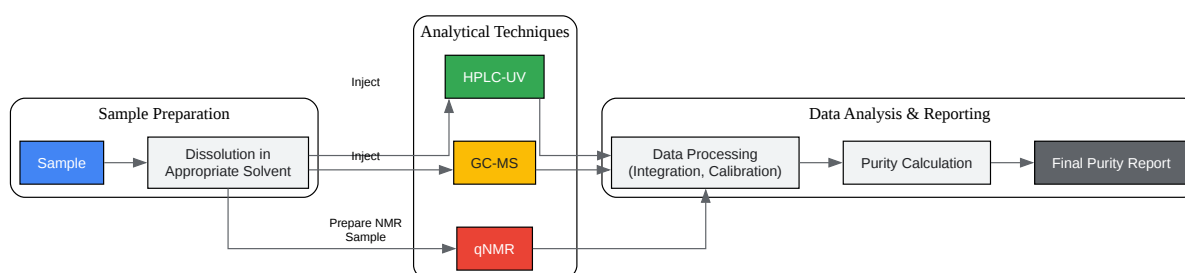 Analytical Techniques
Inject
HPLC-UV
Sample Preparation
Data Analysis & Reporting
Sample
Dissolution in
Appropriate Solvent
Inject
GC-MS
Data Processing
(Integration, Calibration)
Purity Calculation
Final Purity Report
Prepare NMR
Sample
qNMR